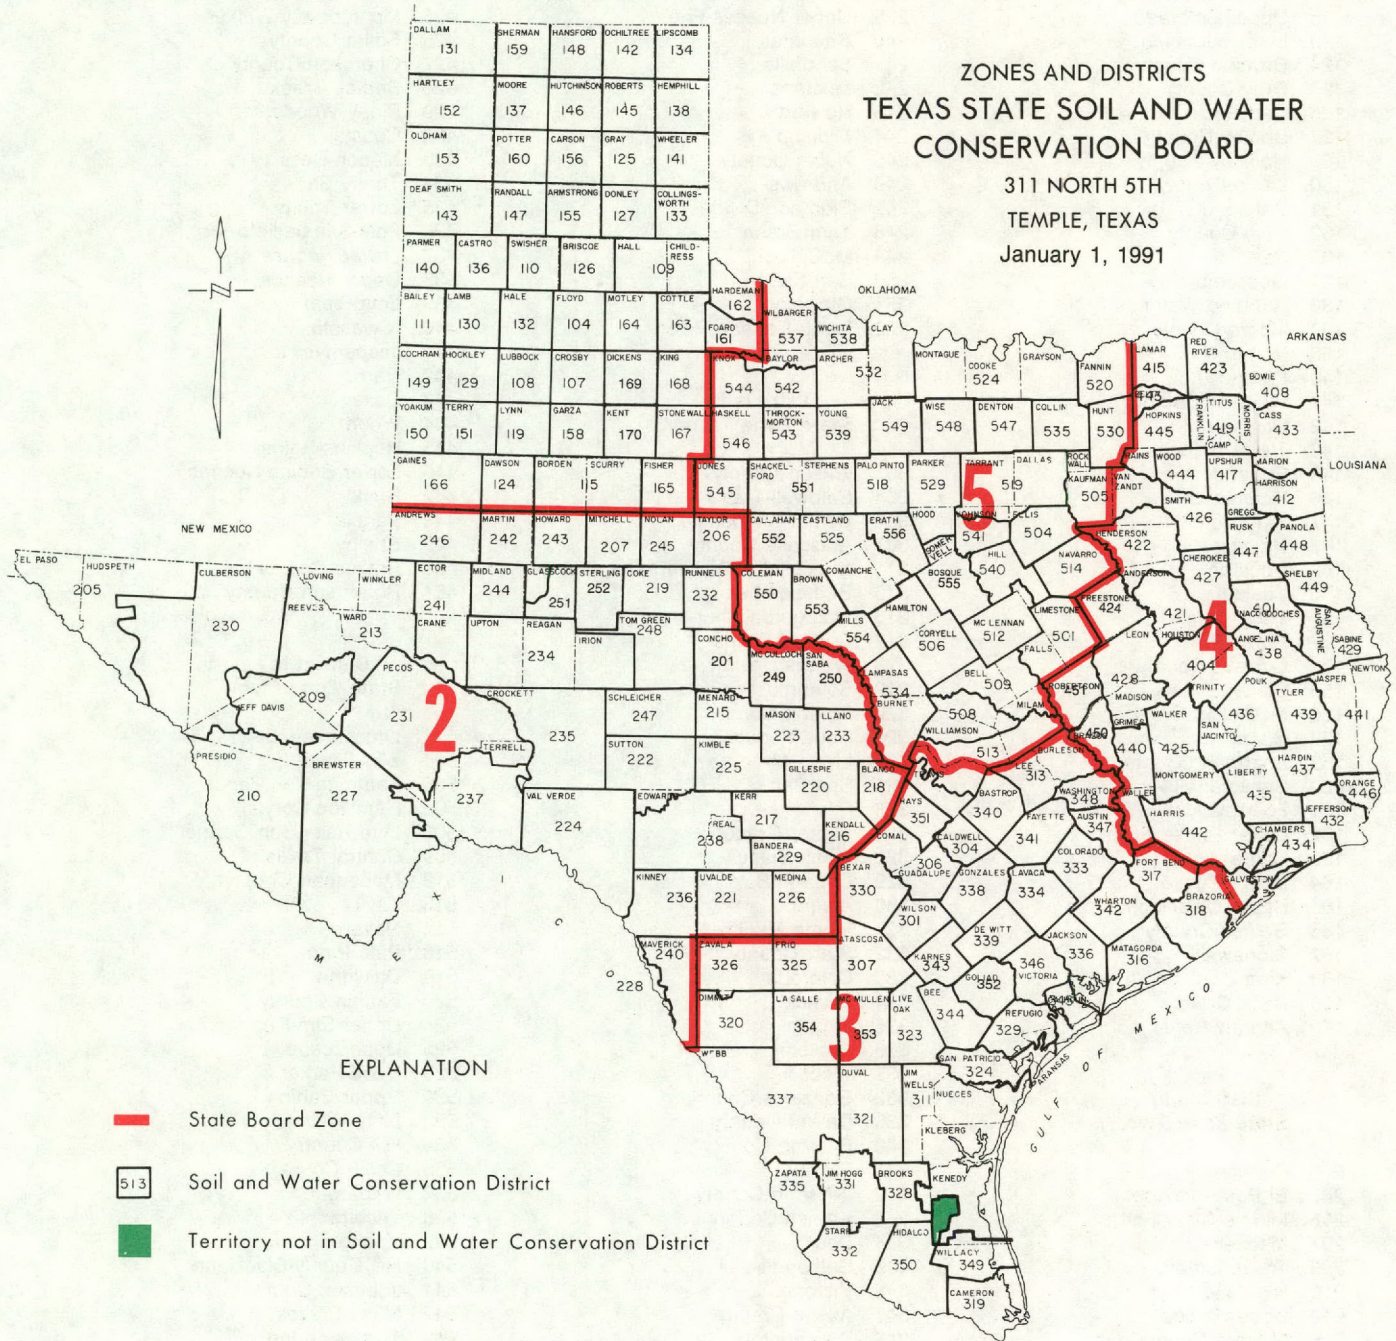 ZONES AND DISTRICTS
TEXAS STATE SOIL AND WATER
CONSERVATION BOARD
311 NORTH 5TH
TEMPLE, TEXAS
January 1, 1991
DALLAM SHERMAN HANSFORD OCHILTREE LIPSCOMB
131 159 148 142 134
HARTLEY MOORE HUTCHINSON ROBERTS HEMPHILL
152 137 146 145 138
OLDHAM POTTER CARSON GRAY WHEELER
153 160 156 125 141
DEAF SMITH RANDALL ARMSTRONG DONLEY COLLINGS-
WORTH
143 147 155 127 133
PARMER CASTRO SWISHER BRISCOE HALL CHILD-
RESS
140 136 110 126 109
HARDEMAN OKLAHOMA
162
BAILEY LAMB HALE FLOYD MOTLEY COTTLE
111 130 132 104 164 163
FOARD WILBARGER WICHITA CLAY
161 537 538
N
COCHRAN HOCKLEY LUBBOCK CROSBY DICKENS KING KNOX BAYLOR ARCHER MONTAGUE COOKE GRAYSON FANNIN LAMAR RED
RIVER BOWIE ARKANSAS
149 129 108 107 169 168 544 542 532 524 520 415 423 408
YOAKUM TERRY LYNN GARZA KENT STONEWALL HASKELL THROCK-
MORTON YOUNG JACK WISE DENTON COLLIN HUNT HOPKINS FRANKLIN TITUS MORRIS CASS
150 151 119 158 170 167 546 543 539 549 548 547 535 530 443 445 419 433
CAMP
GAINES DAWSON BORDEN SCURRY FISHER JONES SHACKEL-
FORD STEPHENS PALO PINTO PARKER TARRANT DALLAS ROCK
WALL KAUFMAN RAINS VAN
ZANDT WOOD UPSHUR MARION HARRISON LOUISIANA
166 124 115 165 545 551 518 529 519 505 444 417 412
5
NEW MEXICO
ANDREWS MARTIN HOWARD MITCHELL NOLAN TAYLOR CALLAHAN EASTLAND ERATH HOOD JOHNSON ELLIS HENDERSON SMITH GREGG RUSK PANOLA
246 242 243 207 245 206 552 525 556 541 504 422 426 447 448
SOMER
VELL HILL NAVARRO CHEROKEE
540 514 427
EL PASO HUDSPETH CULBERSON LOVING WINKLER ECTOR MIDLAND GLASSCOCK STERLING COKE RUNNELS COLEMAN BROWN COMANCHE BOSQUE ANDERSON SHELBY
205 230 241 244 251 252 219 232 550 553 555 421 449
REEVES WARD CRANE UPTON REAGAN IRION TOM GREEN CONCHO MILLS HAMILTON CORYELL MC LENNAN LIMESTONE FREESTONE LEON HOUSTON NACOGDOCHES SAN
AUGUSTINE SABINE
213 234 248 201 554 506 512 501 424 404 401 429
4
ANGELINA
438
PECOS MC CULLOCH SAN
SABA LAMPASAS BELL FALLS ROBERTSON MADISON TRINITY POLK TYLER JASPER NEWTON
231 249 250 534 509 451 428 436 439 441
2
JEFF DAVIS CROCKETT SCHLEICHER MENARD MASON LLANO BURNET WILLIAMSON MILAM BRAZOS GRIMES WALKER SAN
JACINTO
209 235 247 215 223 233 508 513 450 440 425
PRESIDIO BREWSTER TERRELL SUTTON KIMBLE GILLESPIE BLANCO TRAVIS LEE BURLESON MONTGOMERY LIBERTY HARDIN ORANGE
210 227 237 222 225 220 218 313 435 437 446
VAL VERDE EDWARDS REAL KERR KENDALL HAYS BASTROP WASHINGTON WALLER HARRIS JEFFERSON
224 238 217 216 351 340 348 442 432
BANDERA COMAL CALDWELL FAYETTE AUSTIN CHAMBERS
229 306 304 341 347 434
KINNEY UVALDE MEDINA BEXAR GUADALUPE GONZALES LAVACA COLORADO FORT BEND GALVESTON
236 221 226 330 338 334 333 317
WILSON WHARTON BRAZORIA
301 342 318
MAVERICK ZAVALA FRIO ATASCOSA KARNES DE WITT JACKSON MATAGORDA
240 326 325 307 343 339 336 316
228
GOLIAD VICTORIA
352 346
DIMMIT LA SALLE MC MULLEN LIVE
OAK BEE REFUGIO CALHOUN
320 354 353 323 344 329 345
3
MEXICO
GULF OF MEXICO
WEBB DUVAL JIM
WELLS SAN PATRICIO ARANSAS
337 321 311 324
NUECES
KLEBERG
ZAPATA JIM HOGG BROOKS KENEDY
335 331 328
STARR HIDALGO WILLACY
332 350 349
CAMERON
319
EXPLANATION
State Board Zone
513 Soil and Water Conservation District
Territory not in Soil and Water Conservation District